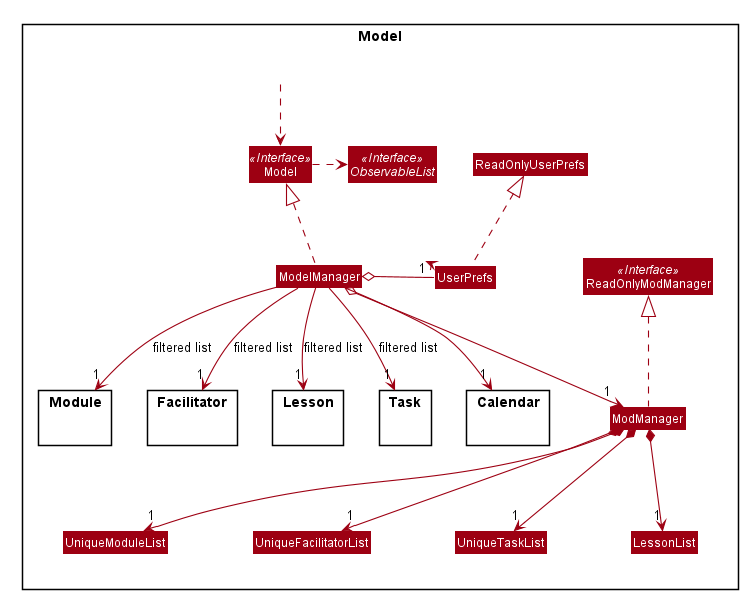 Model
«Interface»
Model
«Interface»
ObservableList
ReadOnlyUserPrefs
ModelManager
1
UserPrefs
«Interface»
ReadOnlyModManager
filtered list
filtered list
filtered list
filtered list
1
1
1
1
1
1
Module
Facilitator
Lesson
Task
Calendar
ModManager
1
1
1
1
UniqueModuleList
UniqueFacilitatorList
UniqueTaskList
LessonList